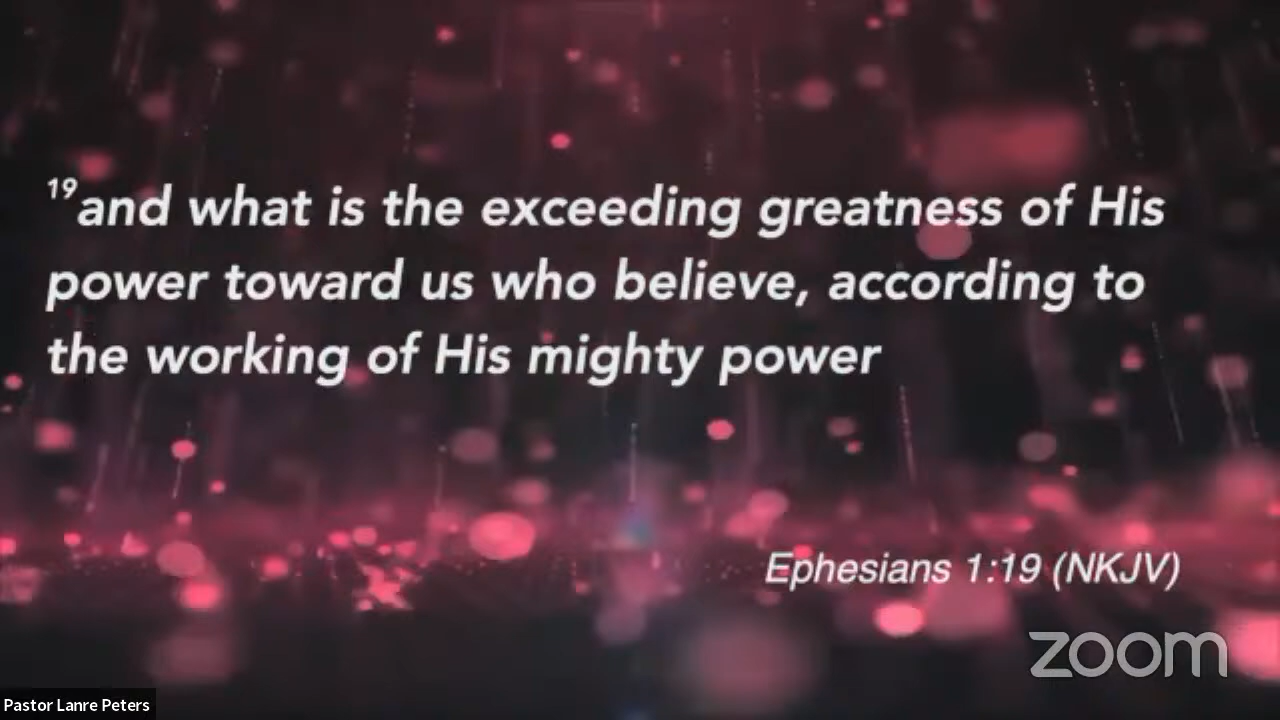 19and what is the exceeding greatness of His
power toward us who believe, according to
the working of His mighty power
Ephesians 1:19 (NKJV)
zoom
Pastor Lanre Peters